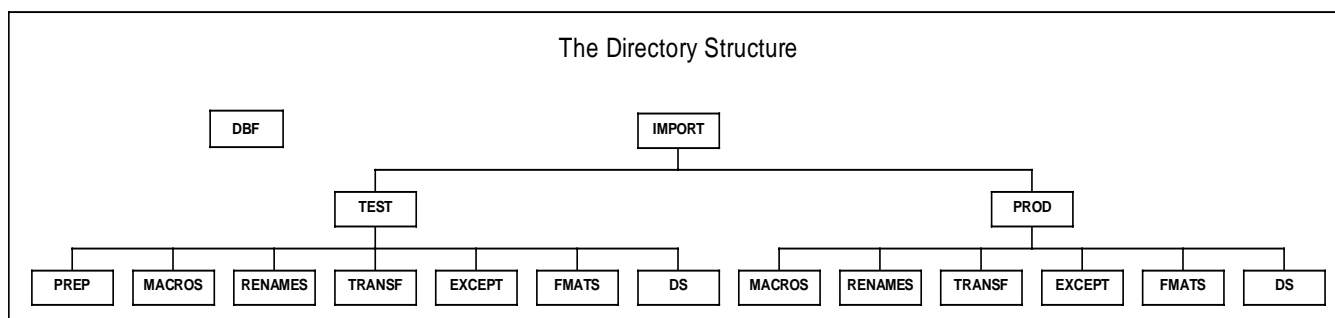 The Directory Structure
DBF IMPORT
TEST PROD
PREP MACROS RENAMES TRANSF EXCEPT FMATS DS MACROS RENAMES TRANSF EXCEPT FMATS DS